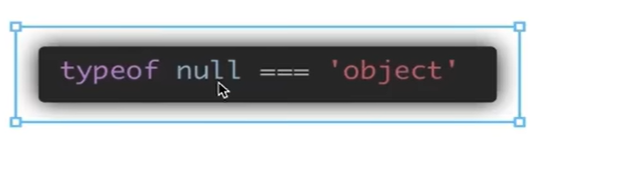 typeof null === 'object'